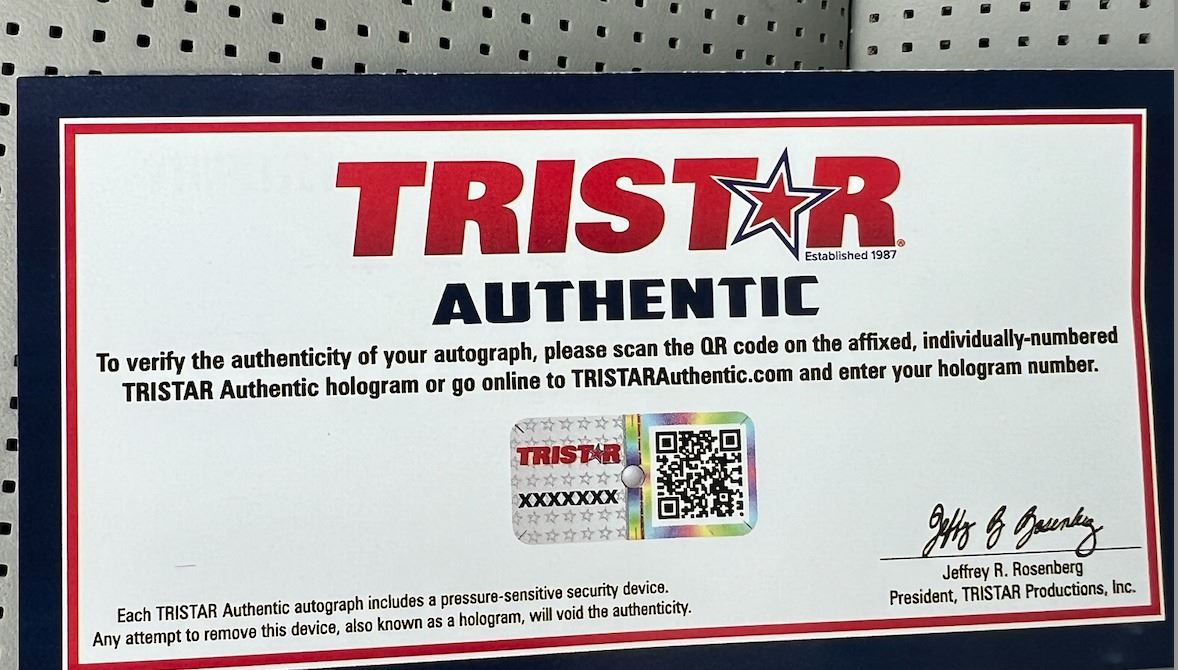 TRISTAR®
Established 1987
AUTHENTIC
To verify the authenticity of your autograph, please scan the QR code on the affixed, individually-numbered
TRISTAR Authentic hologram or go online to TRISTARAuthentic.com and enter your hologram number.
TRISTAR
XXXXXXX
Jeffrey R. Rosenberg
President, TRISTAR Productions, Inc.
Each TRISTAR Authentic autograph includes a pressure-sensitive security device.
Any attempt to remove this device, also known as a hologram, will void the authenticity.